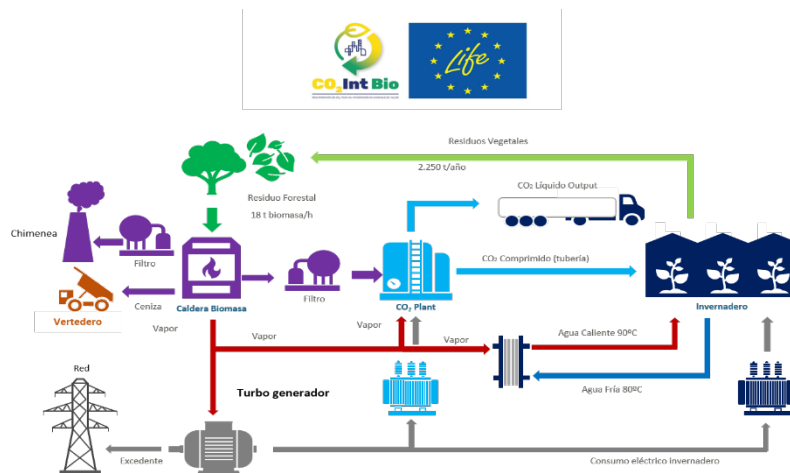 CO₂Int Bio
Life
Residuos Vegetales
2.250 t/año
CO₂ Líquido Output
Residuo Forestal
18 t biomasa/h
Chimenea
Filtro
Filtro
CO₂ Comprimido (tubería)
Ceniza
Caldera Biomasa
CO₂ Plant
Invernadero
Vertedero
Vapor
Vapor
Vapor
Vapor
Agua Caliente 90ºC
Red
Turbo generador
Agua Fría 80ºC
Excedente
Consumo eléctrico invernadero